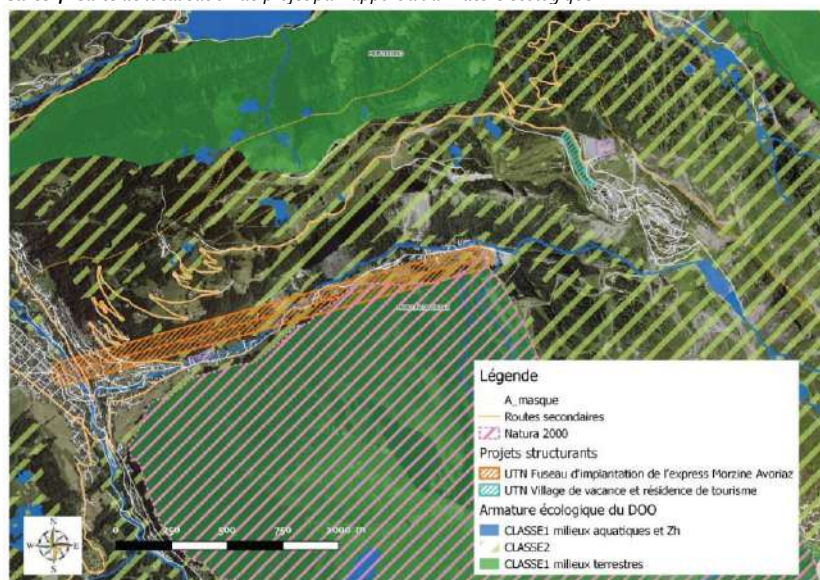 Légende
A_masque
Routes secondaires
Natura 2000
Projets structurants
UTN Fuseau d'implantation de l'express Morzine Avoriaz
UTN Village de vacance et résidence de tourisme
Armature écologique du DOO
CLASSE1 milieux aquatiques et Zh
CLASSE2
CLASSE1 milieux terrestres
N
W E
S
0 250 500 750 1000 m